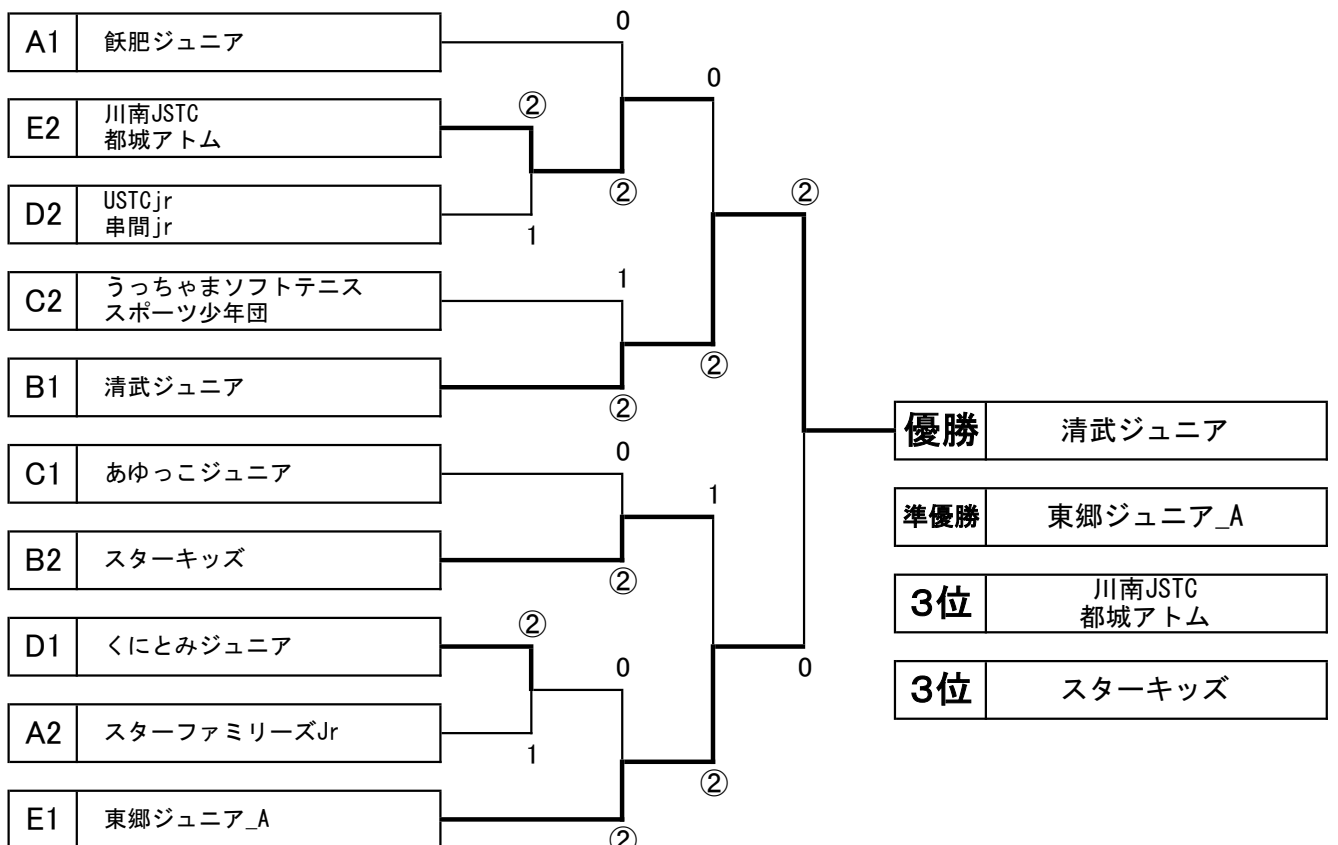 0
A1 飫肥ジュニア
0
E2 川南JSTC
都城アトム
②
②
②
D2 USTCjr
串間jr
1
1
C2 うっちゃまソフトテニス
スポーツ少年団
②
B1 清武ジュニア
②
優勝 清武ジュニア
0
C1 あゆっこジュニア
1
準優勝 東郷ジュニア_A
B2 スターキッズ
②
3位 川南JSTC
都城アトム
②
D1 くにとみジュニア
0
0
3位 スターキッズ
A2 スターファミリーズJr
1
②
E1 東郷ジュニア_A
②